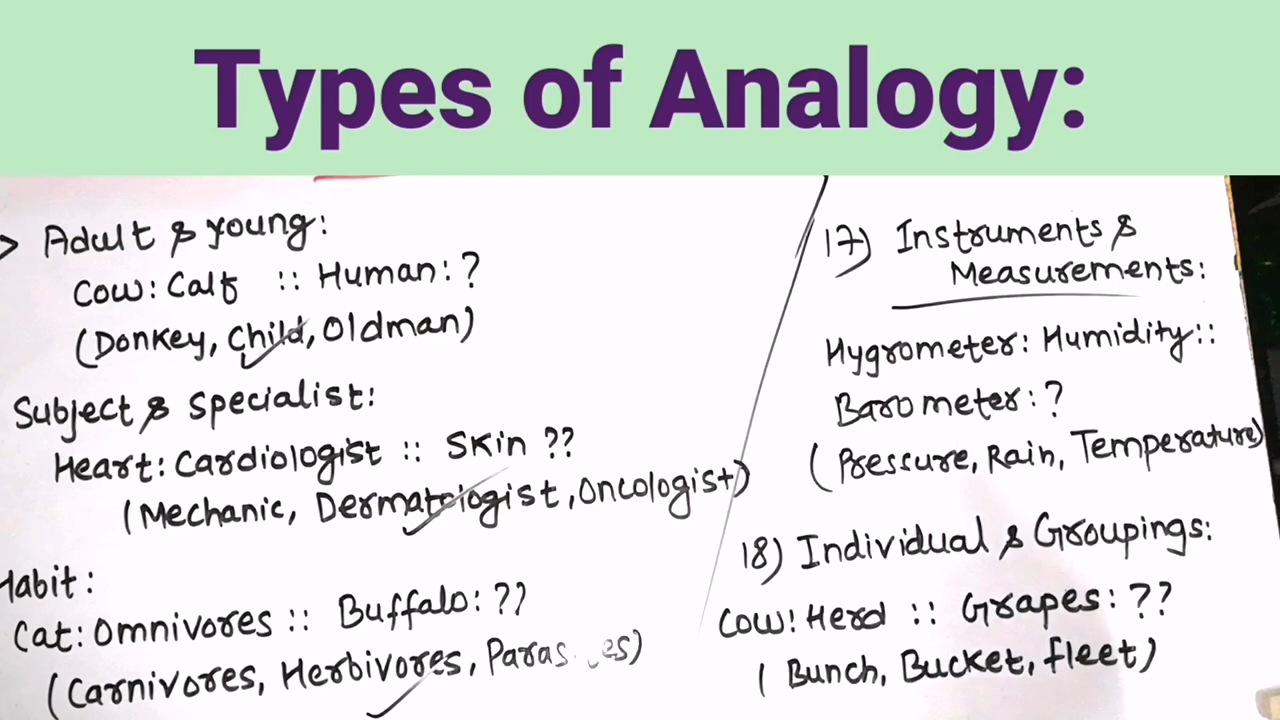 Types of Analogy:
> Adult & young:
Cow: Calf :: Human: ?
(Donkey, Child, Oldman)
Subject & specialist:
Heart: Cardiologist :: Skin ??
(Mechanic, Dermatologist, Oncologist)
Habit:
Cat: Omnivores :: Buffalo: ??
(Carnivores, Herbivores,
17) Instruments &
Measurements:
Hygrometer: Humidity::
Barometer: ?
(Pressure, Rain, Temperature)
18) Individual & Groupings:
Cow: Herd :: Grapes: ??
(Bunch, Bucket, fleet)